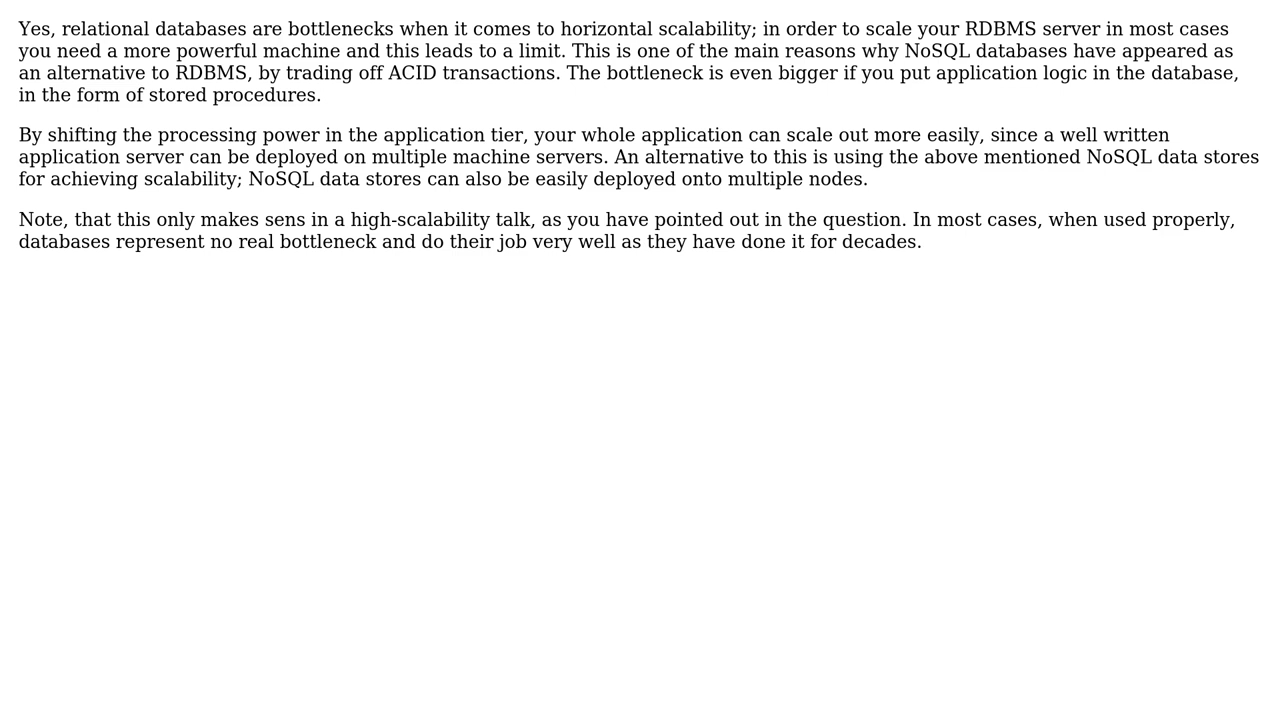 Yes, relational databases are bottlenecks when it comes to horizontal scalability; in order to scale your RDBMS server in most cases
you need a more powerful machine and this leads to a limit. This is one of the main reasons why NoSQL databases have appeared as
an alternative to RDBMS, by trading off ACID transactions. The bottleneck is even bigger if you put application logic in the database,
in the form of stored procedures.
By shifting the processing power in the application tier, your whole application can scale out more easily, since a well written
application server can be deployed on multiple machine servers. An alternative to this is using the above mentioned NoSQL data stores
for achieving scalability; NoSQL data stores can also be easily deployed onto multiple nodes.
Note, that this only makes sens in a high-scalability talk, as you have pointed out in the question. In most cases, when used properly,
databases represent no real bottleneck and do their job very well as they have done it for decades.